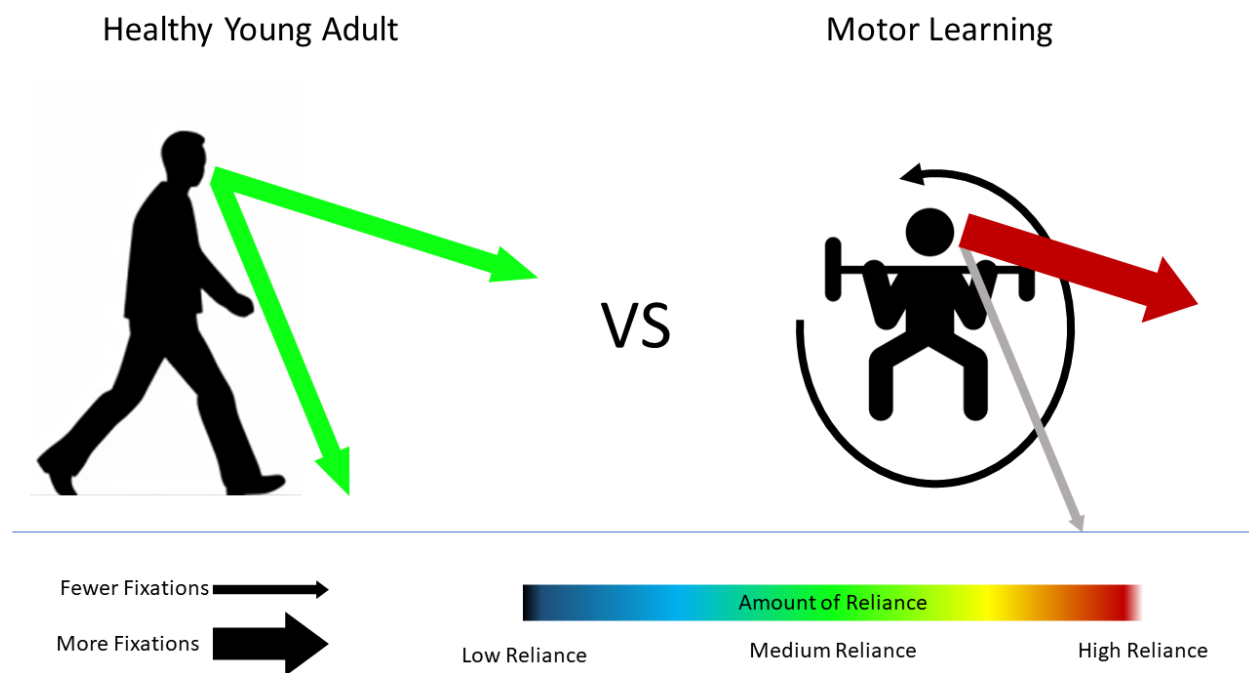 Healthy Young Adult
Motor Learning
VS
Fewer Fixations
More Fixations
Amount of Reliance
Low Reliance
Medium Reliance
High Reliance